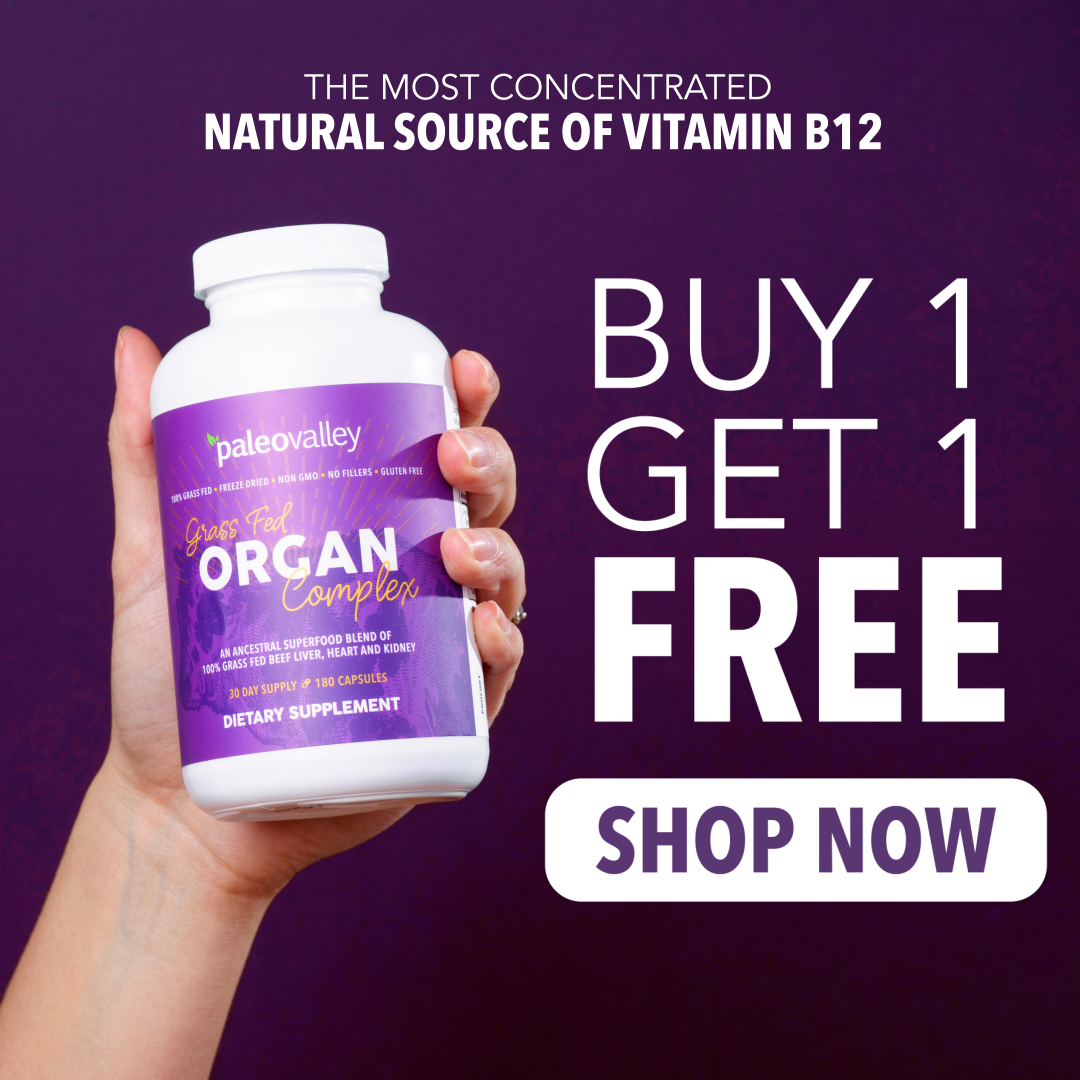 THE MOST CONCENTRATED
NATURAL SOURCE OF VITAMIN B12
BUY 1
GET 1
FREE
SHOP NOW
paleovalley
100% GRASS FED • FREEZE DRIED • NON GMO • NO FILLERS • GLUTEN FREE
Grass Fed
ORGAN
Complex
AN ANCESTRAL SUPERFOOD BLEND OF
100% GRASS FED BEEF LIVER, HEART AND KIDNEY
30 DAY SUPPLY 180 CAPSULES
DIETARY SUPPLEMENT